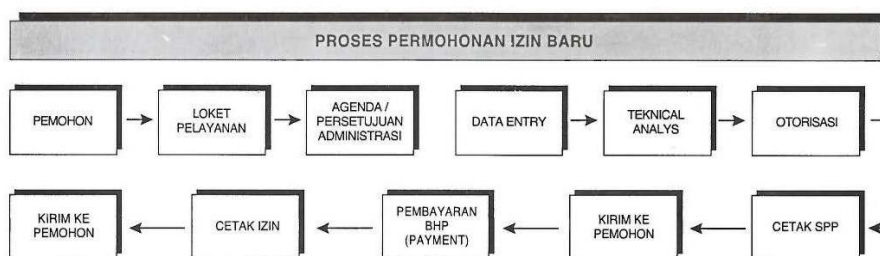 PROSES PERMOHONAN IZIN BARU
PEMOHON
LOKET
PELAYANAN
AGENDA /
PERSETUJUAN
ADMINISTRASI
DATA ENTRY
TEKNICAL
ANALYS
OTORISASI
KIRIM KE
PEMOHON
CETAK IZIN
PEMBAYARAN
BHP
(PAYMENT)
KIRIM KE
PEMOHON
CETAK SPP